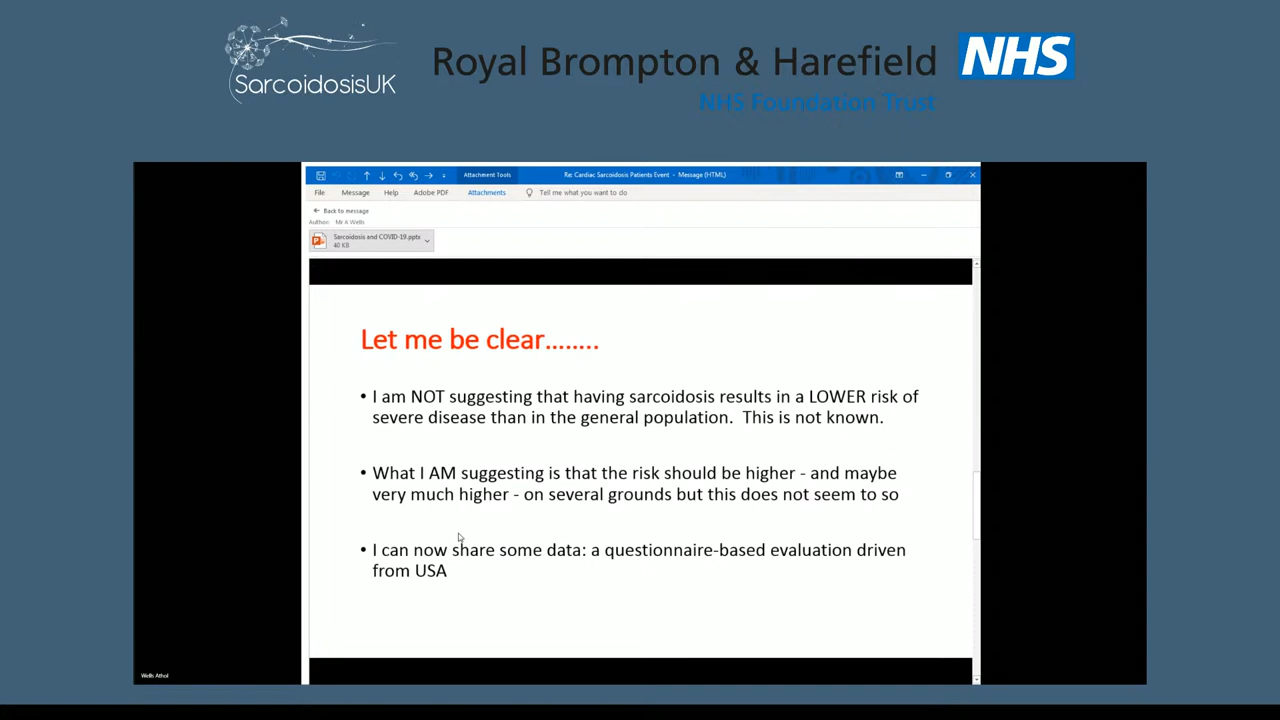 SarcoidosisUK
Royal Brompton & Harefield NHS
NHS Foundation Trust
Attachment Tools
Re: Cardiac Sarcoidosis Patients Event - Message (HTML)
File Message Help Adobe PDF Attachments Tell me what you want to do
Back to message
Author: Mr A Wells
Sarcoidosis and COVID-19.pptx
40 KB
Let me be clear........
• I am NOT suggesting that having sarcoidosis results in a LOWER risk of
severe disease than in the general population. This is not known.
• What I AM suggesting is that the risk should be higher - and maybe
very much higher - on several grounds but this does not seem to so
• I can now share some data: a questionnaire-based evaluation driven
from USA
Wells Athol